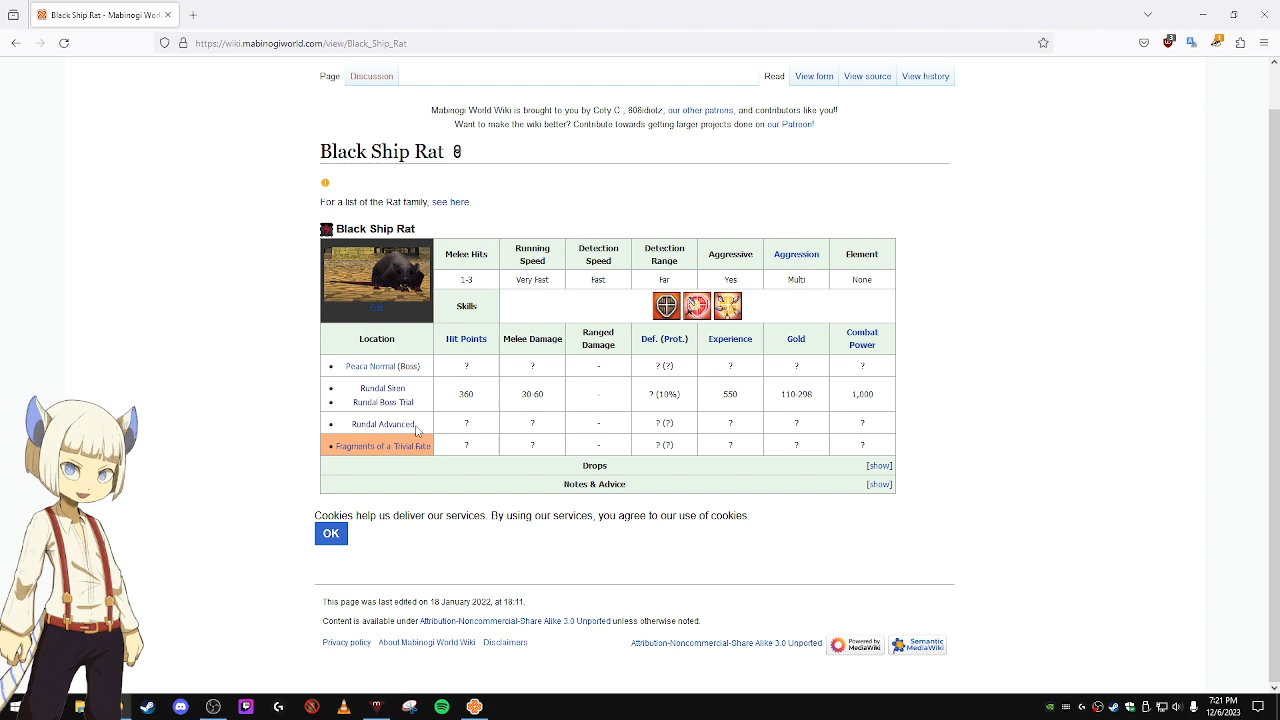 Black Ship Rat - Mabinogi World
https://wiki.mabinogiworld.com/view/Black_Ship_Rat
Page Discussion Read View form View source View history
Mabinogi World Wiki is brought to you by Coty C., 808idiotz, our other patrons, and contributors like you!!
Want to make the wiki better? Contribute towards getting larger projects done on our Patreon!
Black Ship Rat
For a list of the Rat family, see here.
Black Ship Rat
Melee Hits Running Speed Detection Speed Detection Range Aggressive Aggression Element
1-3 Very Fast Fast Far Yes Multi None
Skills
Location Hit Points Melee Damage Ranged Damage Def. (Prot.) Experience Gold Combat Power
• Peaca Normal (Boss) ? ? - ? (?) ? ? ?
• Rundal Siren
• Rundal Boss Trial 360 30-60 - ? (10%) 550 110-298 1,000
• Rundal Advanced ? ? - ? (?) ? ? ?
• Fragments of a Trivial Fate ? ? - ? (?) ? ? ?
Drops [show]
Notes & Advice [show]
Cookies help us deliver our services. By using our services, you agree to our use of cookies.
OK
This page was last edited on 18 January 2022, at 18:11.
Content is available under Attribution-Noncommercial-Share Alike 3.0 Unported unless otherwise noted.
Privacy policy About Mabinogi World Wiki Disclaimers Attribution-Noncommercial-Share Alike 3.0 Unported Powered by MediaWiki Semantic MediaWiki
7:21 PM
12/6/2023